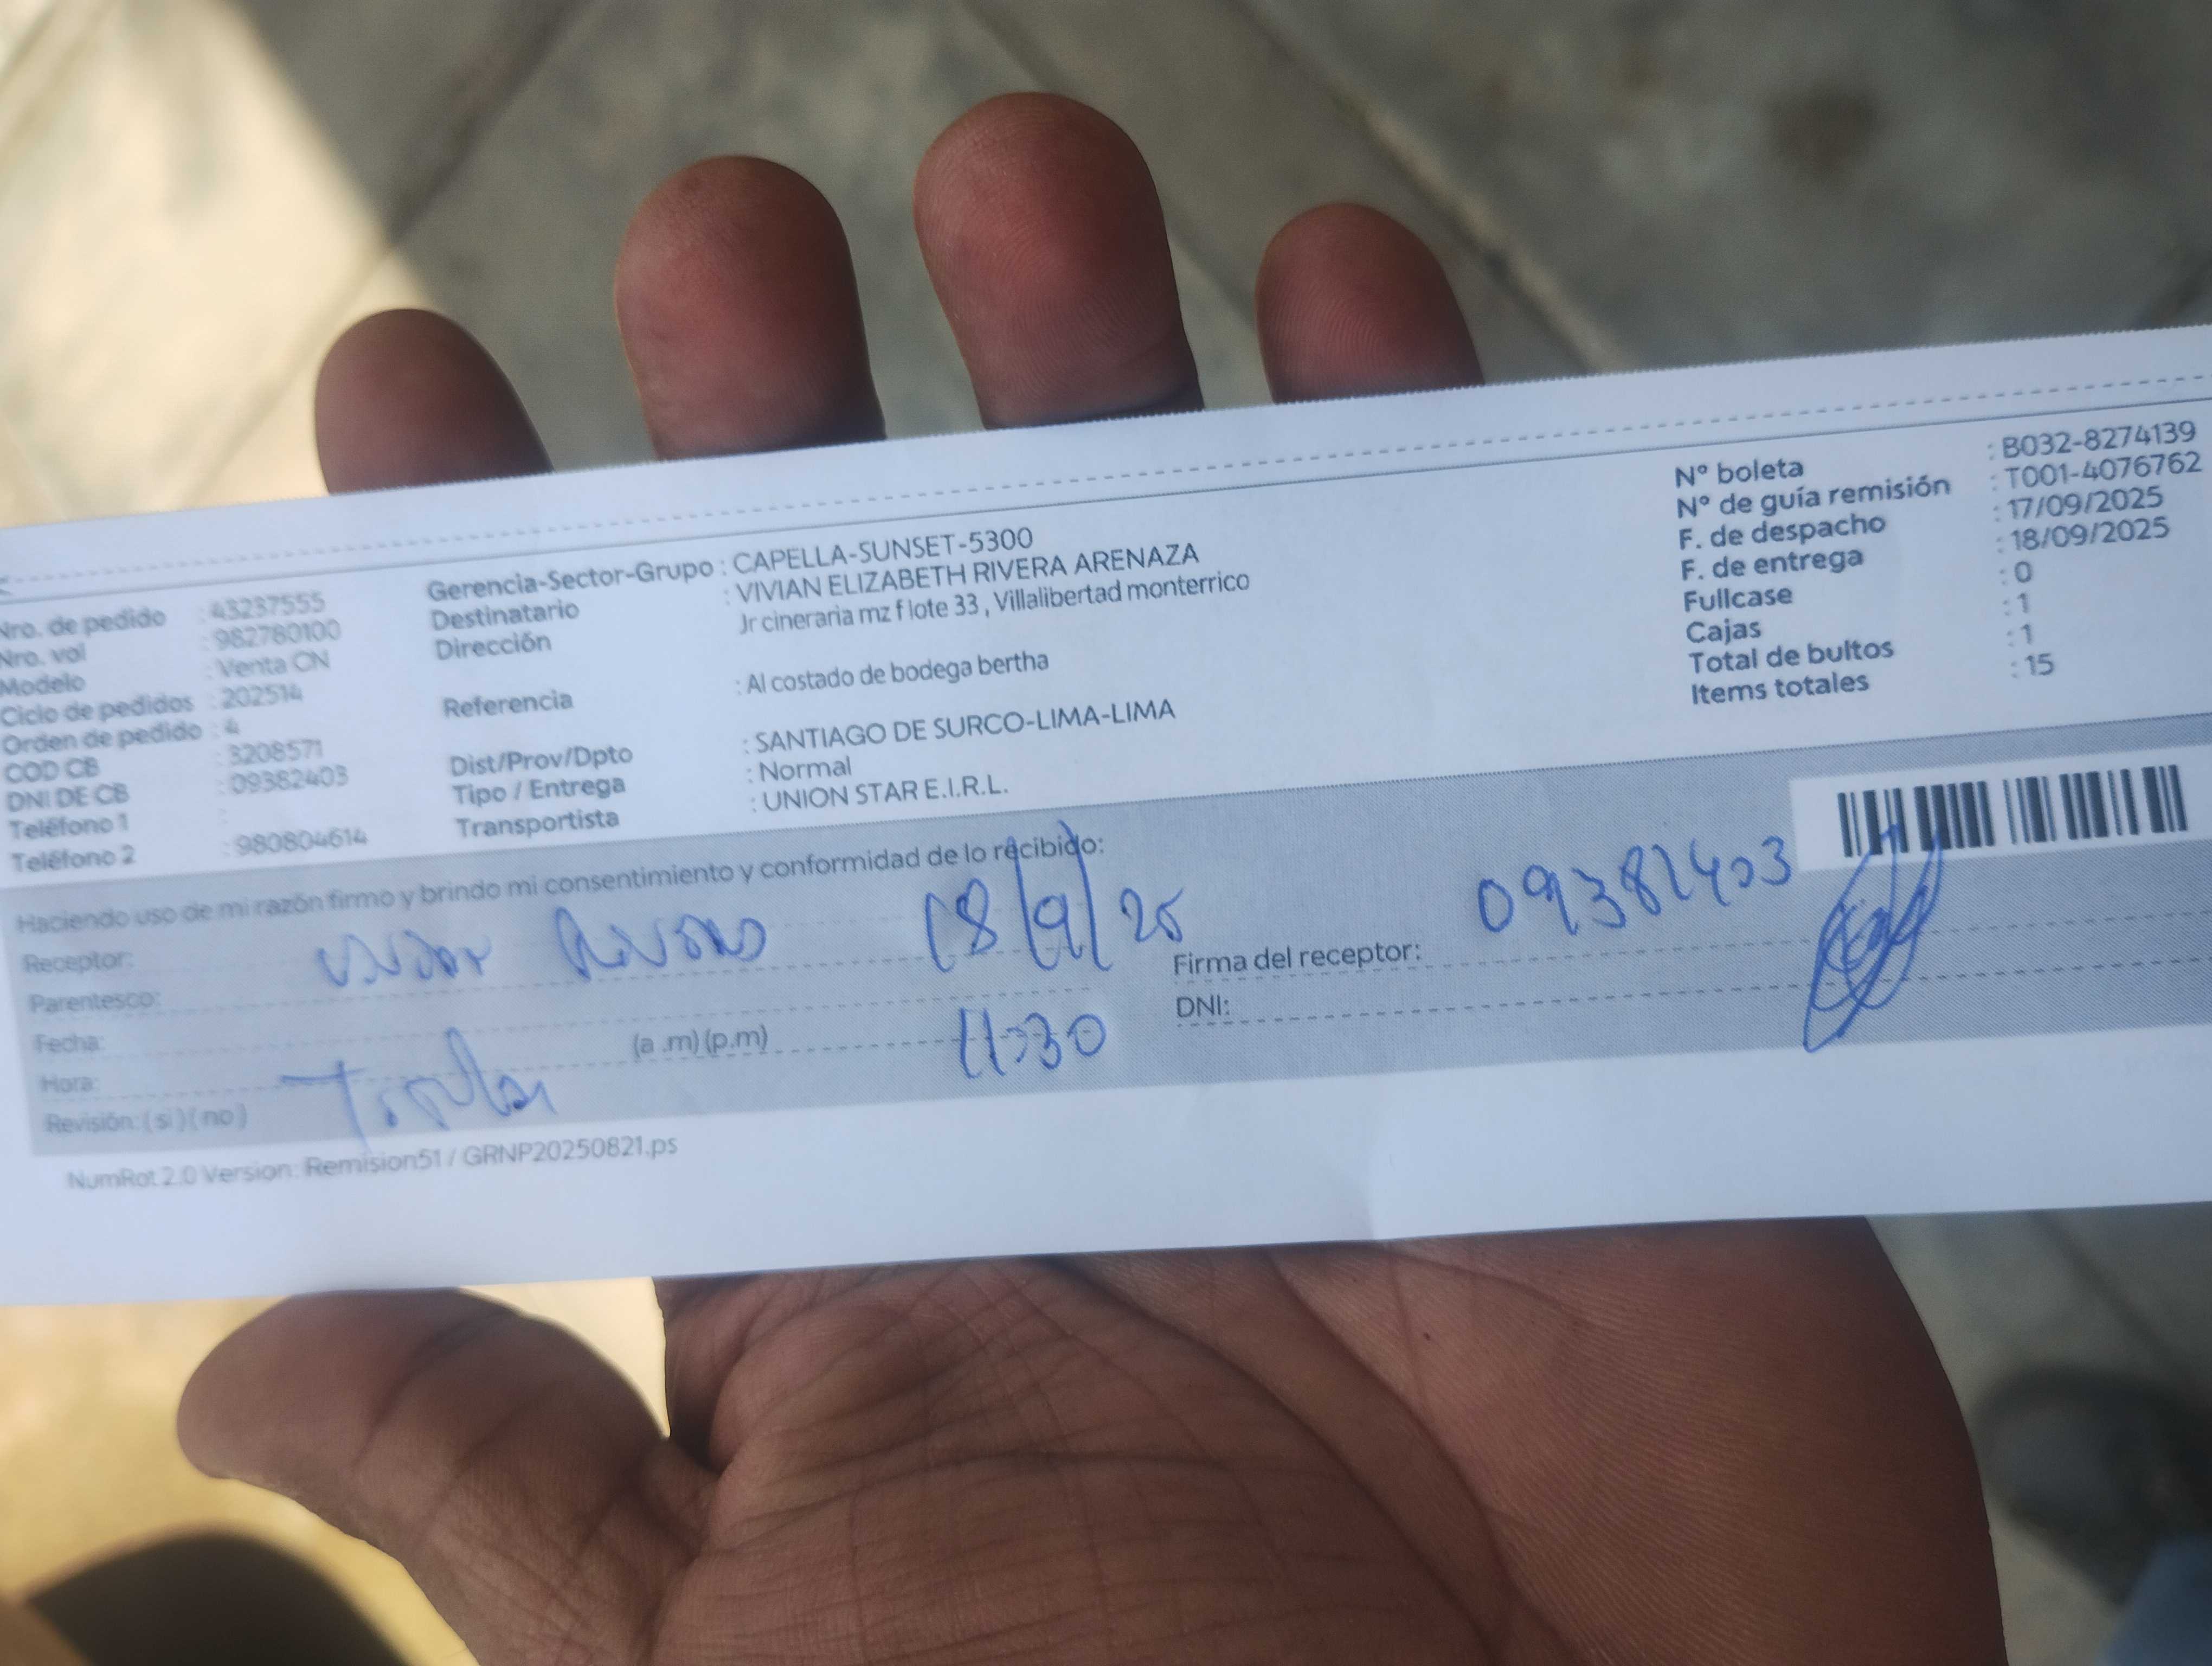 Nro. de pedido : 43237555
Nro. vol : 982780100
Modelo : Venta CN
Ciclo de pedidos : 202514
Orden de pedido : 4
COD CB : 3208571
DNI DE CB : 09382403
Teléfono 1 :
Teléfono 2 : 980804614
Gerencia-Sector-Grupo : CAPELLA-SUNSET-5300
Destinatario : VIVIAN ELIZABETH RIVERA ARENAZA
Dirección Jr cineraria mz f lote 33 , Villalibertad monterrico
Referencia : Al costado de bodega bertha
Dist/Prov/Dpto : SANTIAGO DE SURCO-LIMA-LIMA
Tipo / Entrega : Normal
Transportista : UNION STAR E.I.R.L.
Nº boleta : B032-8274139
Nº de guía remisión : T001-4076762
F. de despacho : 17/09/2025
F. de entrega : 18/09/2025
Fullcase : 0
Cajas : 1
Total de bultos : 1
Items totales : 15
Haciendo uso de mi razón firmo y brindo mi consentimiento y conformidad de lo recibido:
Receptor:
Parentesco:
Fecha:
Hora: (a .m) (p.m)
Revisión: ( si ) ( no )
18/9/25
11:30
Titular
Firma del receptor:
DNI:
09382403
NumRot 2.0 Version: Remision51 / GRNP20250821.ps